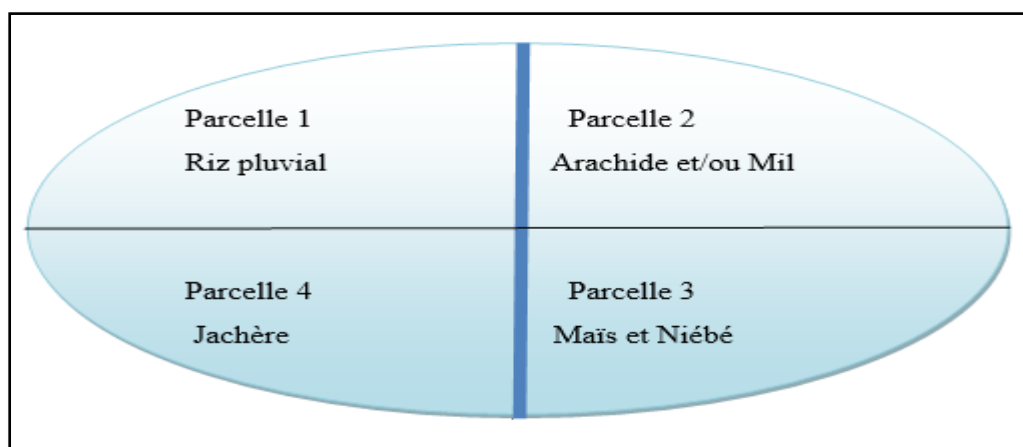 Parcelle 1
Riz pluvial
Parcelle 2
Arachide et/ou Mil
Parcelle 4
Jachère
Parcelle 3
Maïs et Niébé